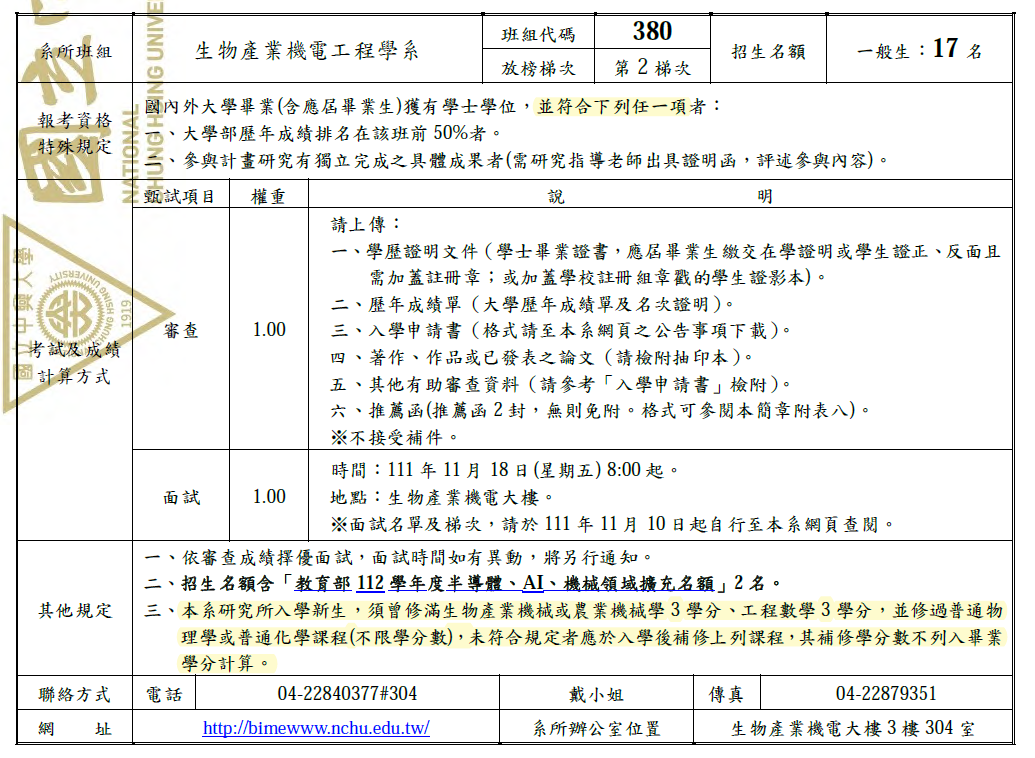 系所班組 生物產業機電工程學系 班組代碼 380 招生名額 一般生：17 名
放榜梯次 第 2 梯次
報考資格
特殊規定
國內外大學畢業(含應屆畢業生)獲有學士學位，並符合下列任一項者：
一、大學部歷年成績排名在該班前 50%者。
二、參與計畫研究有獨立完成之具體成果者(需研究指導老師出具證明函，評述參與內容)。
考試及成績
計算方式
甄試項目 權重 說 明
審查 1.00
請上傳：
一、學歷證明文件（學士畢業證書，應屆畢業生繳交在學證明或學生證正、反面且
需加蓋註冊章；或加蓋學校註冊組章戳的學生證影本)。
二、歷年成績單（大學歷年成績單及名次證明）。
三、入學申請書（格式請至本系網頁之公告事項下載）。
四、著作、作品或已發表之論文（請檢附抽印本）。
五、其他有助審查資料（請參考「入學申請書」檢附）。
六、推薦函(推薦函 2 封，無則免附。格式可參閱本簡章附表八)。
※不接受補件。
面試 1.00
時間：111 年 11 月 18 日(星期五) 8:00 起。
地點：生物產業機電大樓。
※面試名單及梯次，請於 111 年 11 月 10 日起自行至本系網頁查閱。
其他規定
一、依審查成績擇優面試，面試時間如有異動，將另行通知。
二、招生名額含「教育部 112 學年度半導體、AI、機械領域擴充名額」2 名。
三、本系研究所入學新生，須曾修滿生物產業機械或農業機械學 3 學分、工程數學 3 學分，並修過普通物
理學或普通化學課程(不限學分數)，未符合規定者應於入學後補修上列課程，其補修學分數不列入畢業
學分計算。
聯絡方式 電話 04-22840377#304 戴小姐 傳真 04-22879351
網 址 http://bimewww.nchu.edu.tw/ 系所辦公室位置 生物產業機電大樓 3 樓 304 室
NATIONAL
CHUNG HSING UNIVE
國立中興大學
NATIONAL CHUNG HSING UNIVERSITY
1919